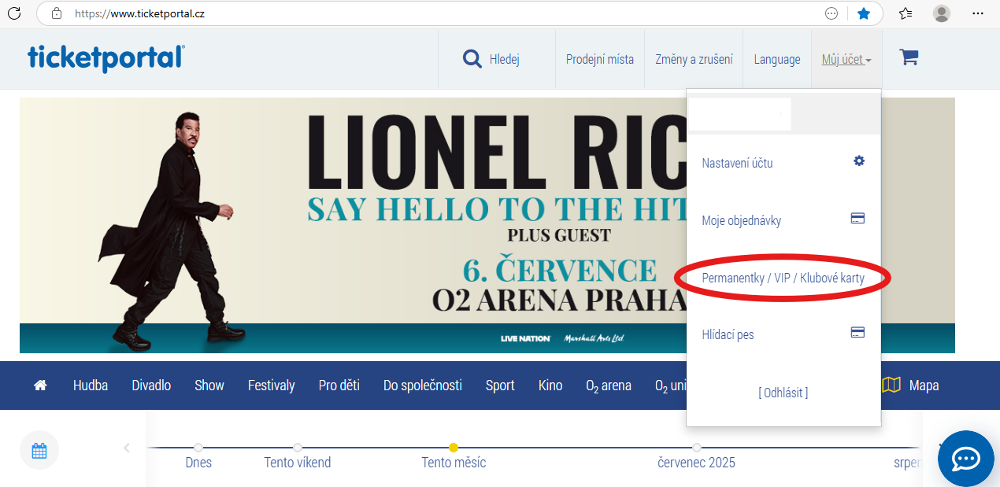 https://www.ticketportal.cz
ticketportal
Hledej
Prodejní místa
Změny a zrušení
Language
Můj účet
LIONEL RIC
SAY HELLO TO THE HIT
PLUS GUEST
6. ČERVENCE
O2 ARENA PRAHA
LIVE NATION
Marshall Arts Ltd
Nastavení účtu
Moje objednávky
Permanentky / VIP / Klubové karty
Hlídací pes
[ Odhlásit ]
Hudba
Divadlo
Show
Festivaly
Pro děti
Do společnosti
Sport
Kino
O2 arena
O2 uni
Mapa
Dnes
Tento víkend
Tento měsíc
červenec 2025
srpen